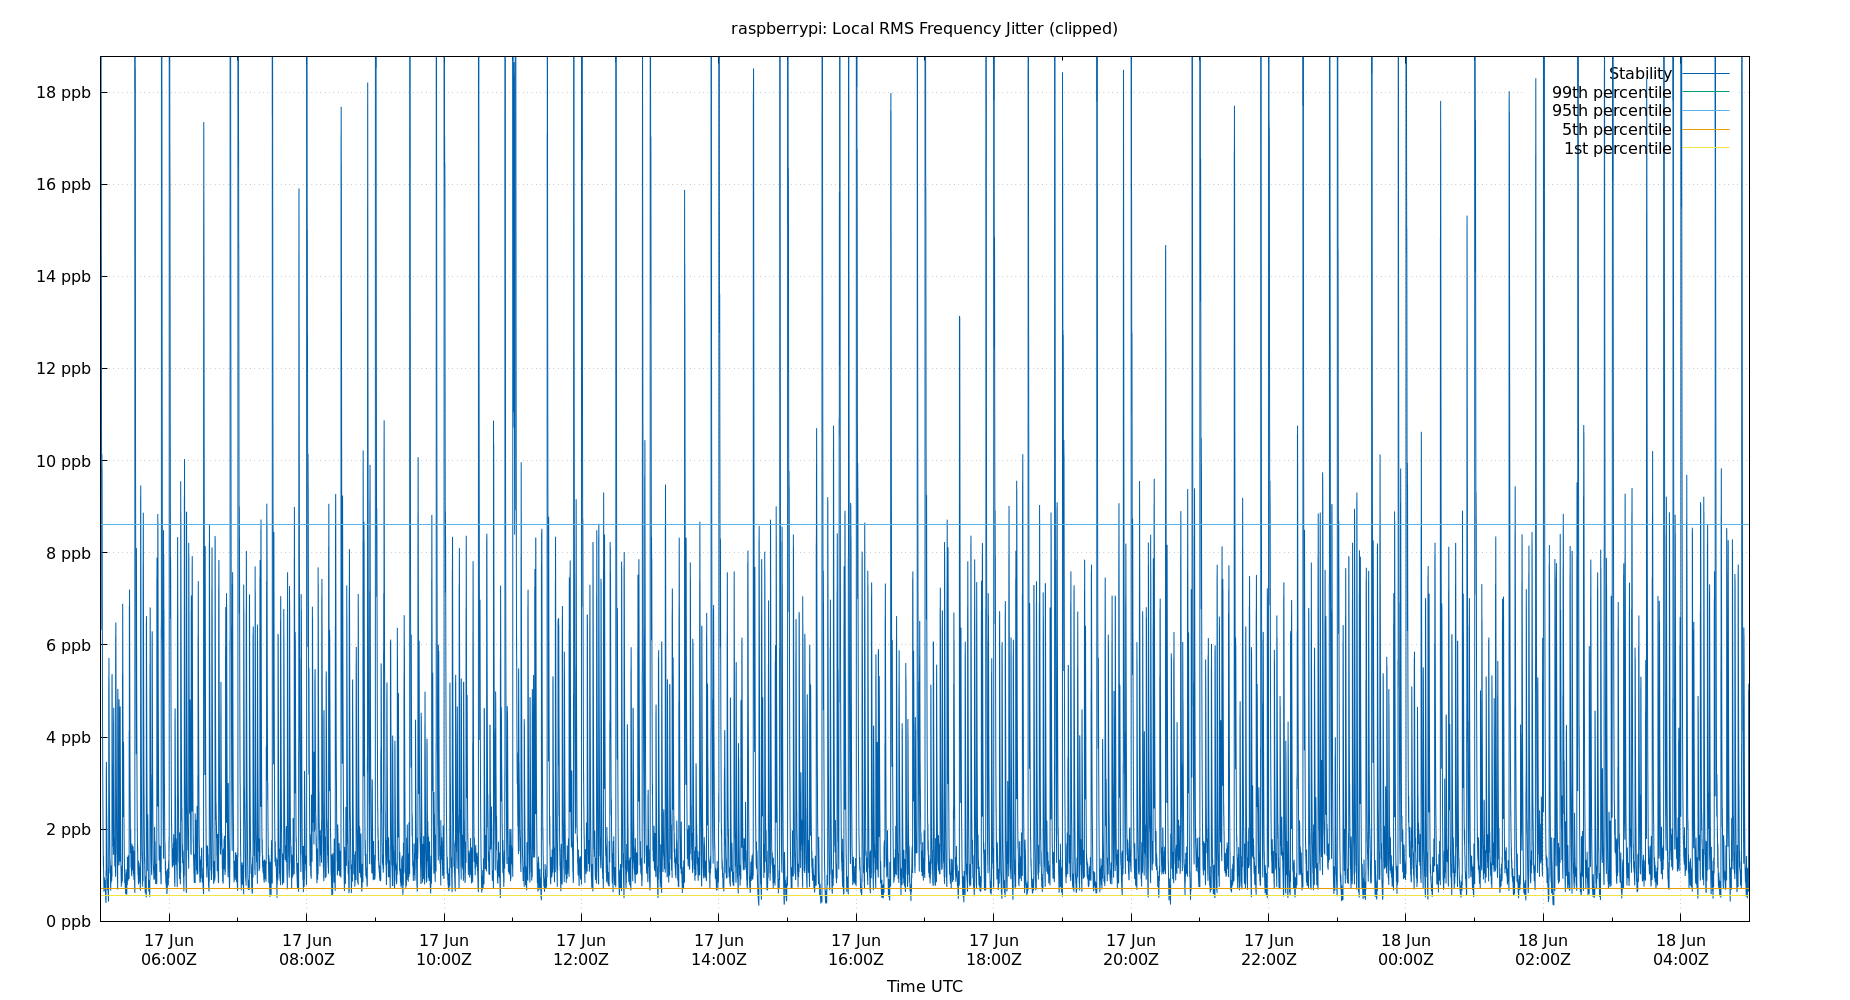 raspberrypi: Local RMS Frequency Jitter (clipped)
Stability
99th percentile
95th percentile
5th percentile
1st percentile
18 ppb
16 ppb
14 ppb
12 ppb
10 ppb
8 ppb
6 ppb
4 ppb
2 ppb
0 ppb
17 Jun 17 Jun 17 Jun 17 Jun 17 Jun 17 Jun 17 Jun 17 Jun 17 Jun 18 Jun 18 Jun 18 Jun
06:00Z 08:00Z 10:00Z 12:00Z 14:00Z 16:00Z 18:00Z 20:00Z 22:00Z 00:00Z 02:00Z 04:00Z
Time UTC